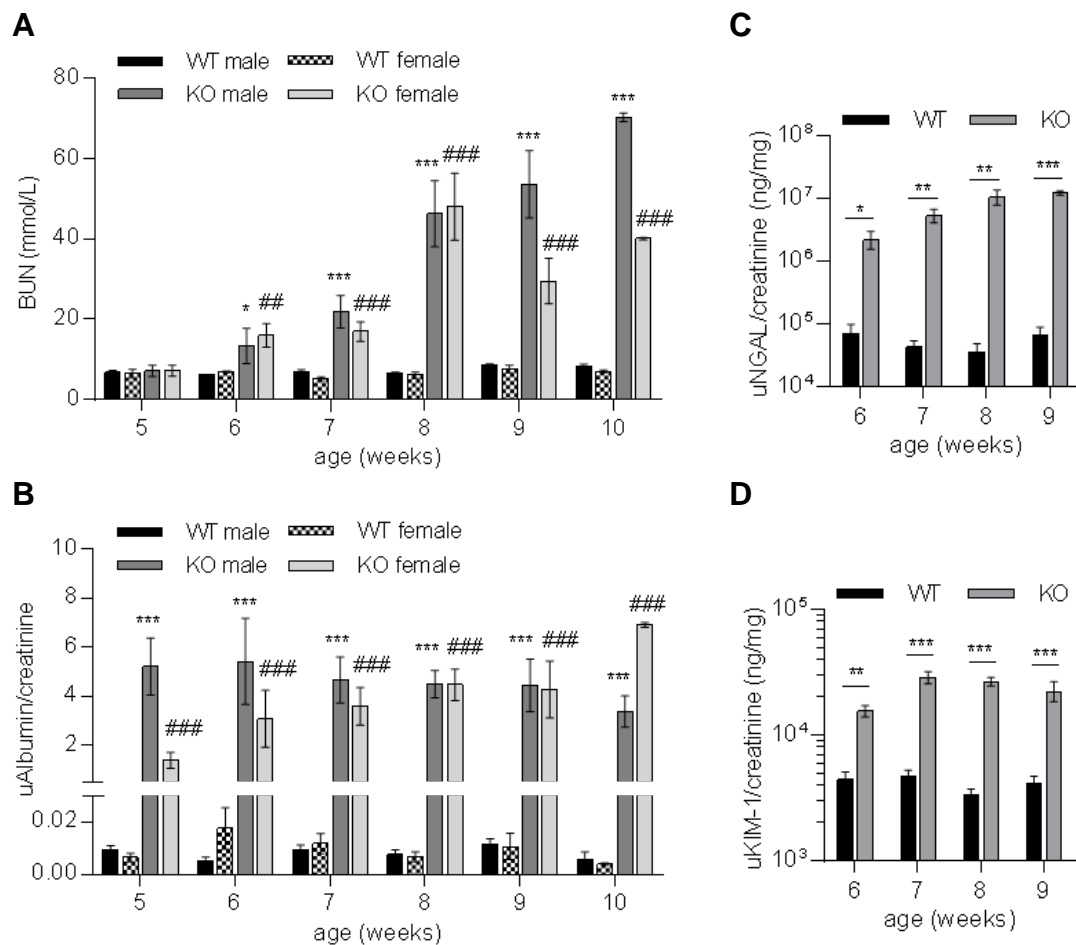 A
WT male WT female
KO male KO female
BUN (mmol/L)
80
60
40
20
0
* ## *** ### *** ### *** ### *** ###
5 6 7 8 9 10
age (weeks)
B
WT male WT female
KO male KO female
uAlbumin/creatinine
10
8
6
4
2
0.02
0.00
*** ### *** ### *** ### *** ### *** ### *** ###
5 6 7 8 9 10
age (weeks)
C
WT KO
uNGAL/creatinine (ng/mg)
10⁸
10⁷
10⁶
10⁵
10⁴
* ** ** ***
6 7 8 9
age (weeks)
D
WT KO
uKIM-1/creatinine (ng/mg)
10⁵
10⁴
10³
** *** *** ***
6 7 8 9
age (weeks)